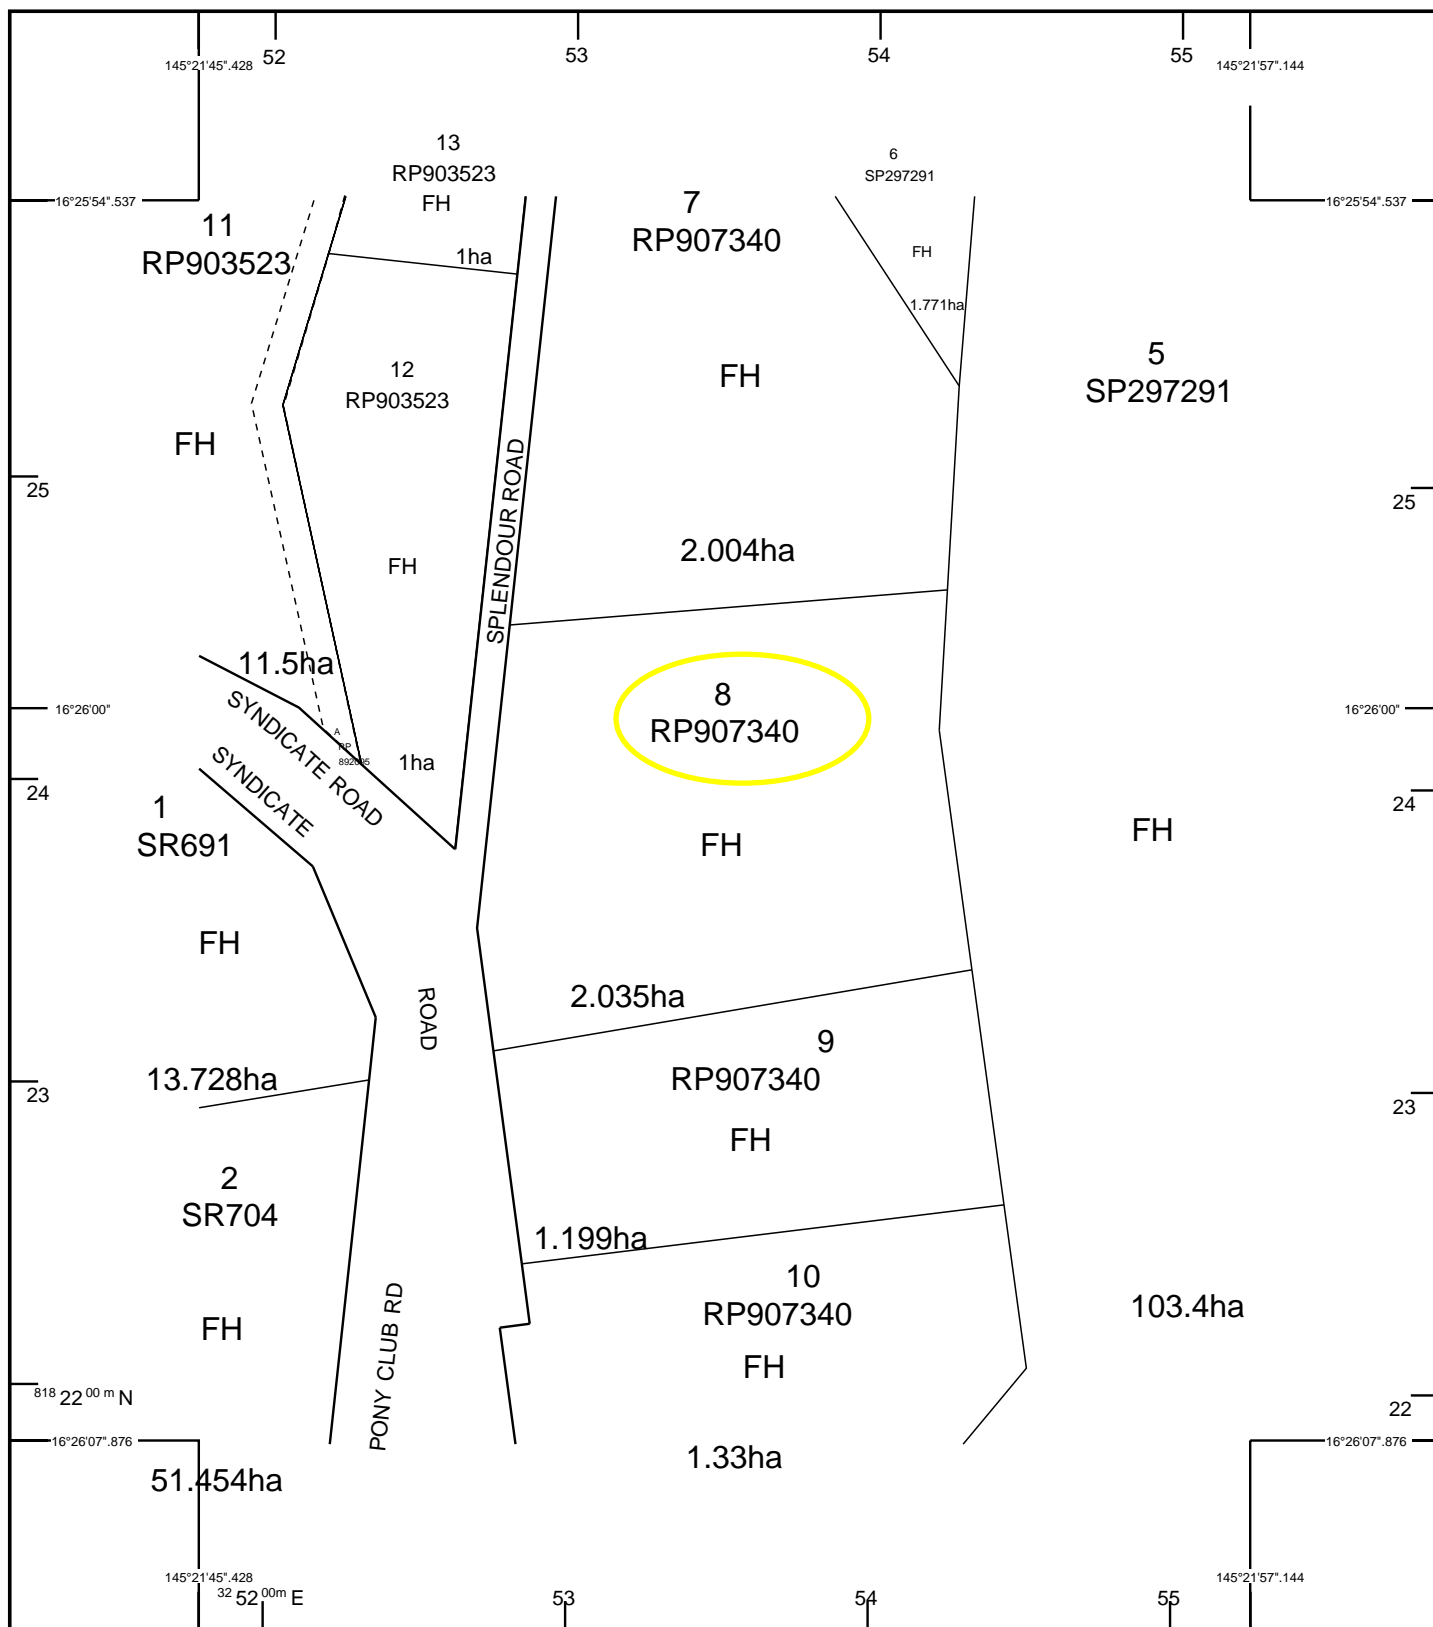 52
53
54
55
145°21'45".428
145°21'57".144
13
RP903523
FH
1ha
6
SP297291
FH
1.771ha
16°25'54".537
16°25'54".537
11
RP903523
FH
11.5ha
7
RP907340
FH
2.004ha
12
RP903523
FH
1ha
5
SP297291
FH
103.4ha
25
25
SPLENDOUR ROAD
8
RP907340
FH
2.035ha
16°26'00"
16°26'00"
SYNDICATE ROAD
A
RP
SYNDICATE
ROAD
24
24
1
SR691
FH
13.728ha
9
RP907340
FH
1.199ha
23
23
2
SR704
FH
51.454ha
PONY CLUB RD
10
RP907340
FH
1.33ha
818 22 00 m N
22
16°26'07".876
16°26'07".876
145°21'45".428
145°21'57".144
32 52 00m E
53
54
55